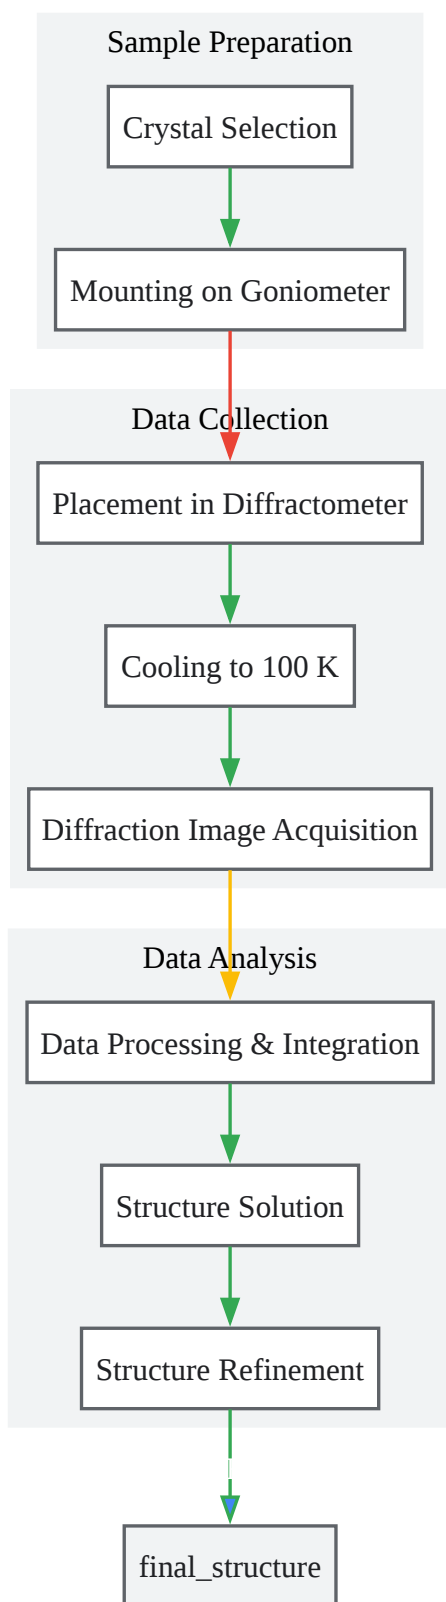 Sample Preparation
Crystal Selection
Mounting on Goniometer
Data Collection
Placement in Diffractometer
Cooling to 100 K
Diffraction Image Acquisition
Data Analysis
Data Processing & Integration
Structure Solution
Structure Refinement
final_structure